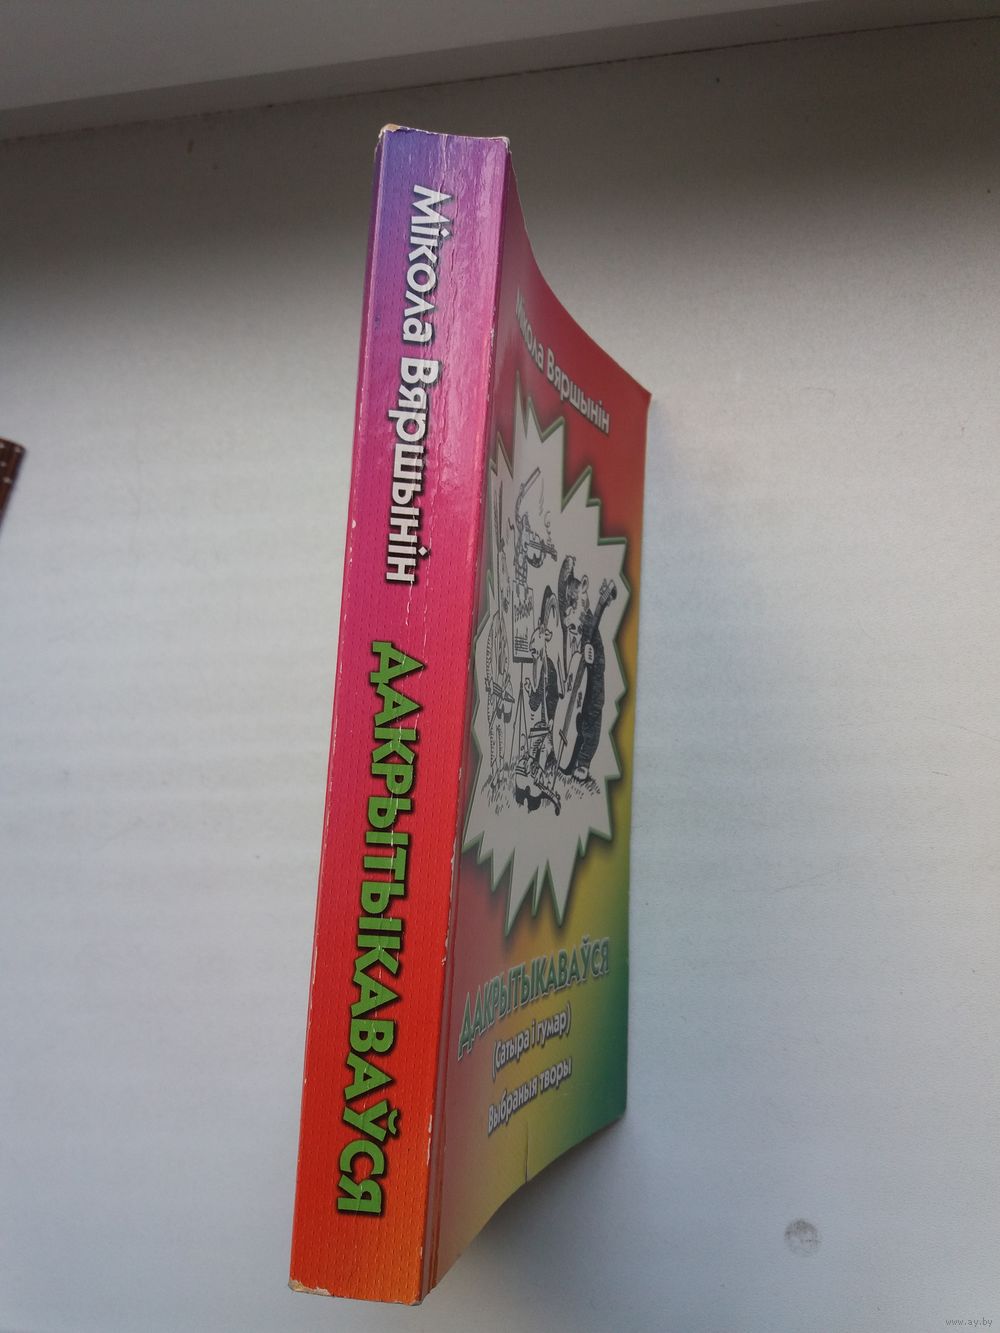 Мікола Вяршынін ДАКРЫТЫКАВАЎСЯ
Мікола Вяршынін
ДАКРЫТЫКАВАЎСЯ
(Сатыра і гумар)
Выбраныя творы
www.ay.by